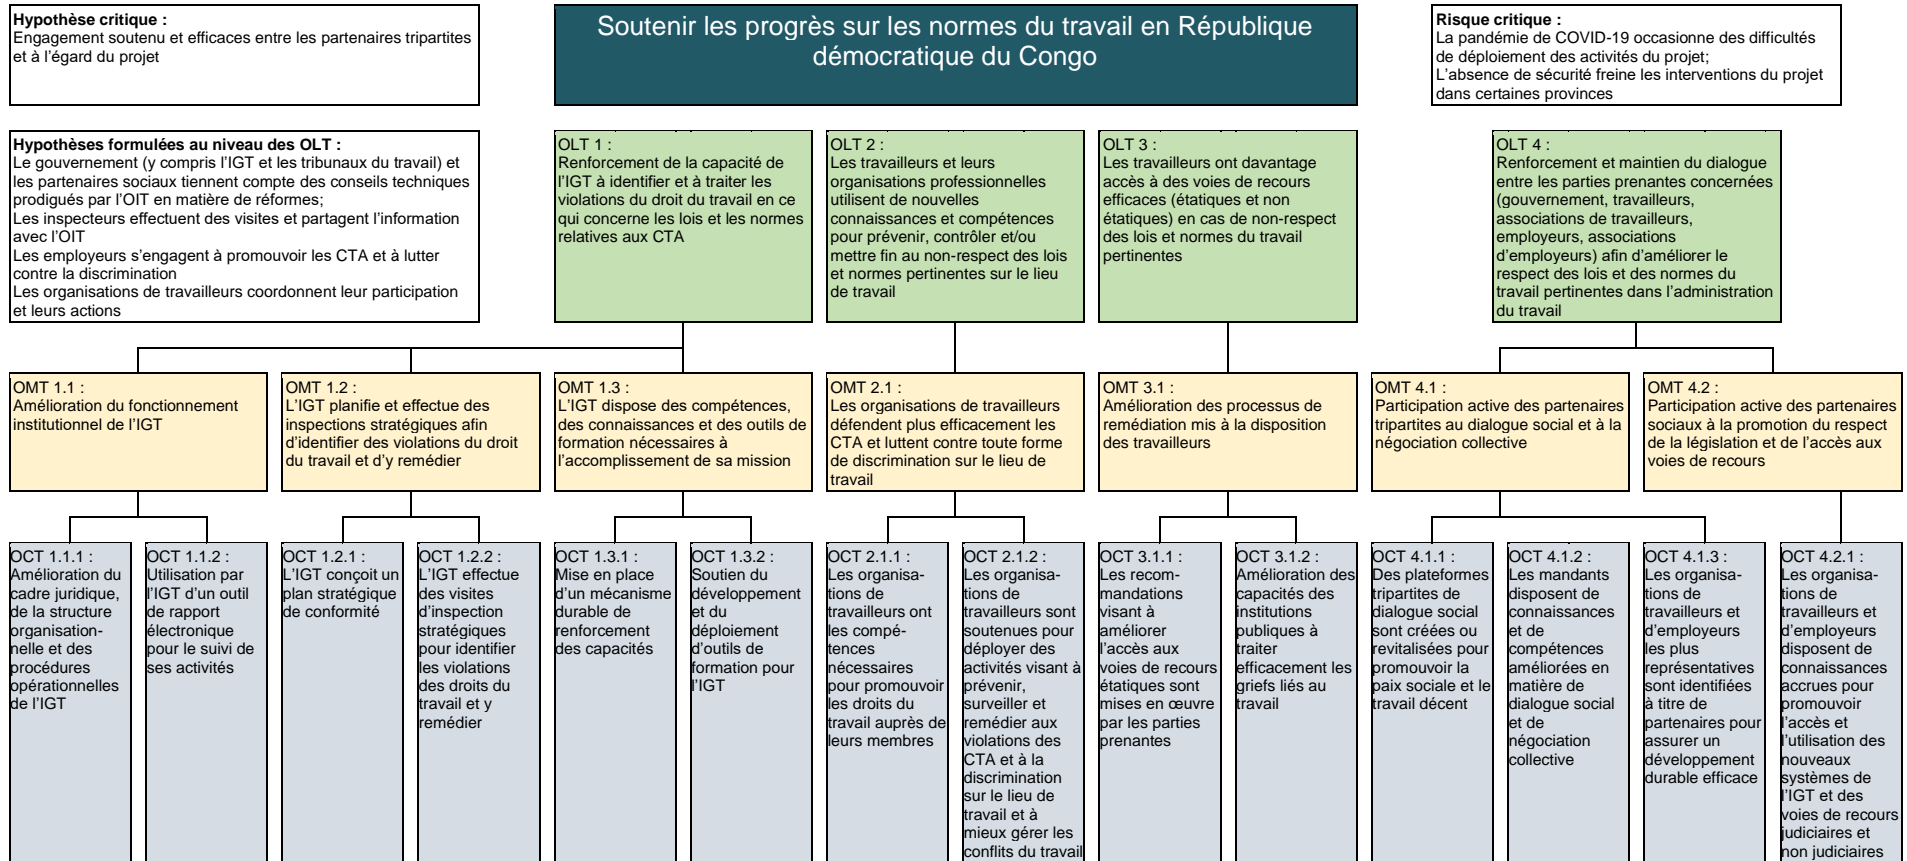 Hypothèse critique :
Engagement soutenu et efficaces entre les partenaires tripartites
et à l'égard du projet
Soutenir les progrès sur les normes du travail en République
démocratique du Congo
Risque critique :
La pandémie de COVID-19 occasionne des difficultés
de déploiement des activités du projet;
L'absence de sécurité freine les interventions du projet
dans certaines provinces
Hypothèses formulées au niveau des OLT :
Le gouvernement (y compris l'IGT et les tribunaux du travail) et
les partenaires sociaux tiennent compte des conseils techniques
prodigués par l'OIT en matière de réformes;
Les inspecteurs effectuent des visites et partagent l'information
avec l'OIT
Les employeurs s'engagent à promouvoir les CTA et à lutter
contre la discrimination
Les organisations de travailleurs coordonnent leur participation
et leurs actions
OLT 1 :
Renforcement de la capacité de
l'IGT à identifier et à traiter les
violations du droit du travail en ce
qui concerne les lois et les normes
relatives aux CTA
OLT 2 :
Les travailleurs et leurs
organisations professionnelles
utilisent de nouvelles
connaissances et compétences
pour prévenir, contrôler et/ou
mettre fin au non-respect des lois
et normes pertinentes sur le lieu
de travail
OLT 3 :
Les travailleurs ont davantage
accès à des voies de recours
efficaces (étatiques et non
étatiques) en cas de non-respect
des lois et normes du travail
pertinentes
OLT 4 :
Renforcement et maintien du dialogue
entre les parties prenantes concernées
(gouvernement, travailleurs,
associations de travailleurs,
employeurs, associations
d'employeurs) afin d'améliorer le
respect des lois et des normes du
travail pertinentes dans l'administration
du travail
OMT 1.1 :
Amélioration du fonctionnement
institutionnel de l'IGT
OMT 1.2 :
L'IGT planifie et effectue des
inspections stratégiques afin
d'identifier des violations du droit
du travail et d'y remédier
OMT 1.3 :
L'IGT dispose des compétences,
des connaissances et des outils de
formation nécessaires à
l'accomplissement de sa mission
OMT 2.1 :
Les organisations de travailleurs
défendent plus efficacement les
CTA et luttent contre toute forme
de discrimination sur le lieu de
travail
OMT 3.1 :
Amélioration des processus de
remédiation mis à la disposition
des travailleurs
OMT 4.1 :
Participation active des partenaires
tripartites au dialogue social et à la
négociation collective
OMT 4.2 :
Participation active des partenaires
sociaux à la promotion du respect
de la législation et de l'accès aux
voies de recours
OCT 1.1.1 :
Amélioration du
cadre juridique,
de la structure
organisation-
nelle et des
procédures
opérationnelles
de l'IGT
OCT 1.1.2 :
Utilisation par
l'IGT d'un outil
de rapport
électronique
pour le suivi de
ses activités
OCT 1.2.1 :
L'IGT conçoit un
plan stratégique
de conformité
OCT 1.2.2 :
L'IGT effectue
des visites
d'inspection
stratégiques
pour identifier
les violations
des droits du
travail et y
remédier
OCT 1.3.1 :
Mise en place
d'un mécanisme
durable de
renforcement
des capacités
OCT 1.3.2 :
Soutien du
développement
et du
déploiement
d'outils de
formation pour
l'IGT
OCT 2.1.1 :
Les organisa-
tions de
travailleurs ont
les compé-
tences
nécessaires
pour promouvoir
les droits du
travail auprès de
leurs membres
OCT 2.1.2 :
Les organisa-
tions de
travailleurs sont
soutenues pour
déployer des
activités visant à
prévenir,
surveiller et
remédier aux
violations des
CTA et à la
discrimination
sur le lieu de
travail et à
mieux gérer les
conflits du travail
OCT 3.1.1 :
Les recom-
mandations
visant à
améliorer
l'accès aux
voies de recours
étatiques sont
mises en œuvre
par les parties
prenantes
OCT 3.1.2 :
Amélioration des
capacités des
institutions
publiques à
traiter
efficacement les
griefs liés au
travail
OCT 4.1.1 :
Des plateformes
tripartites de
dialogue social
sont créées ou
revitalisées pour
promouvoir la
paix sociale et le
travail décent
OCT 4.1.2 :
Les mandants
disposent de
connaissances
et de
compétences
améliorées en
matière de
dialogue social
et de
négociation
collective
OCT 4.1.3 :
Les organisa-
tions de
travailleurs et
d'employeurs
les plus
représentatives
sont identifiées
à titre de
partenaires pour
assurer un
développement
durable efficace
OCT 4.2.1 :
Les organisa-
tions de
travailleurs et
d'employeurs
disposent de
connaissances
accrues pour
promouvoir
l'accès et
l'utilisation des
nouveaux
systèmes de
l'IGT et des
voies de recours
judiciaires et
non judiciaires